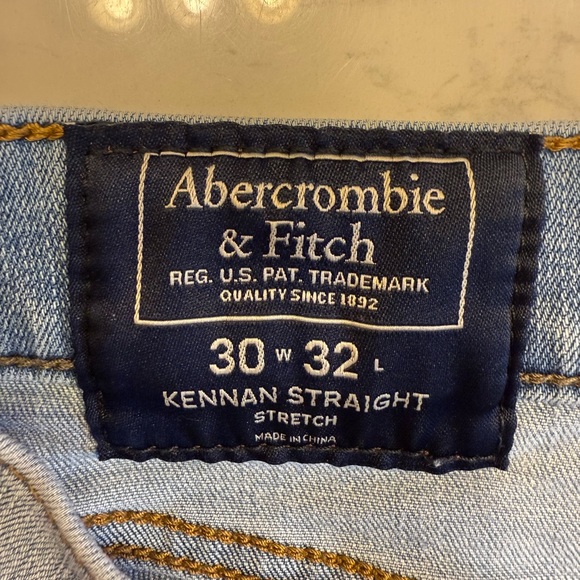 Abercrombie
& Fitch
REG. U.S. PAT. TRADEMARK
QUALITY SINCE 1892
30 W 32 L
KENNAN STRAIGHT
STRETCH
MADE IN CHINA